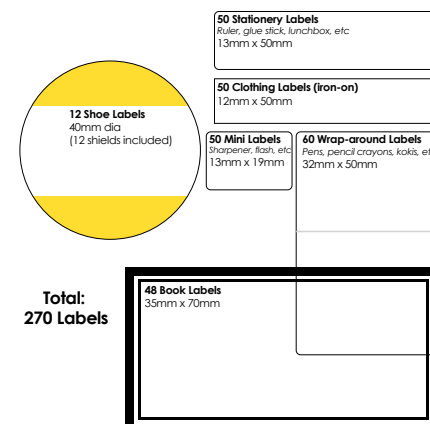 50 Stationery Labels
Ruler, glue stick, lunchbox, etc
13mm x 50mm
50 Clothing Labels (iron-on)
12mm x 50mm
12 Shoe Labels
40mm dia
(12 shields included)
50 Mini Labels
Sharpener, flash, etc
13mm x 19mm
60 Wrap-around Labels
Pens, pencil crayons, kokis, et
32mm x 50mm
Total:
270 Labels
48 Book Labels
35mm x 70mm